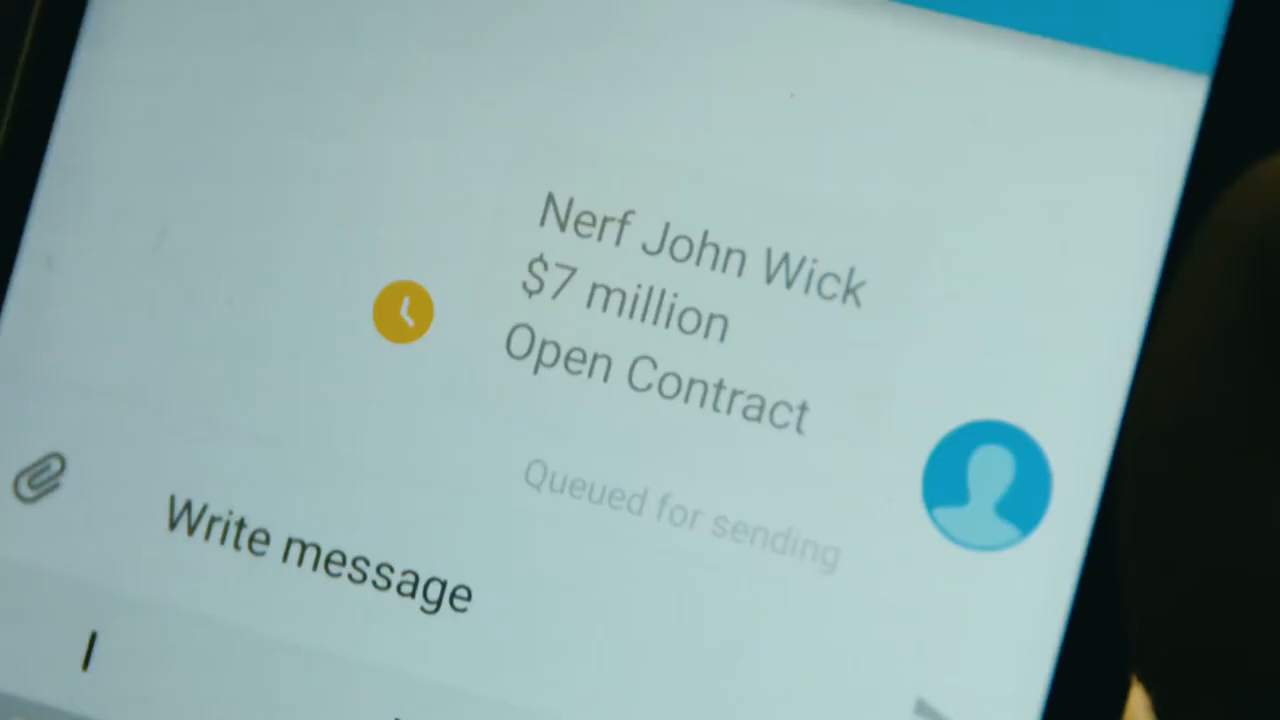 Nerf John Wick
$7 million
Open Contract
Queued for sending
Write message
I